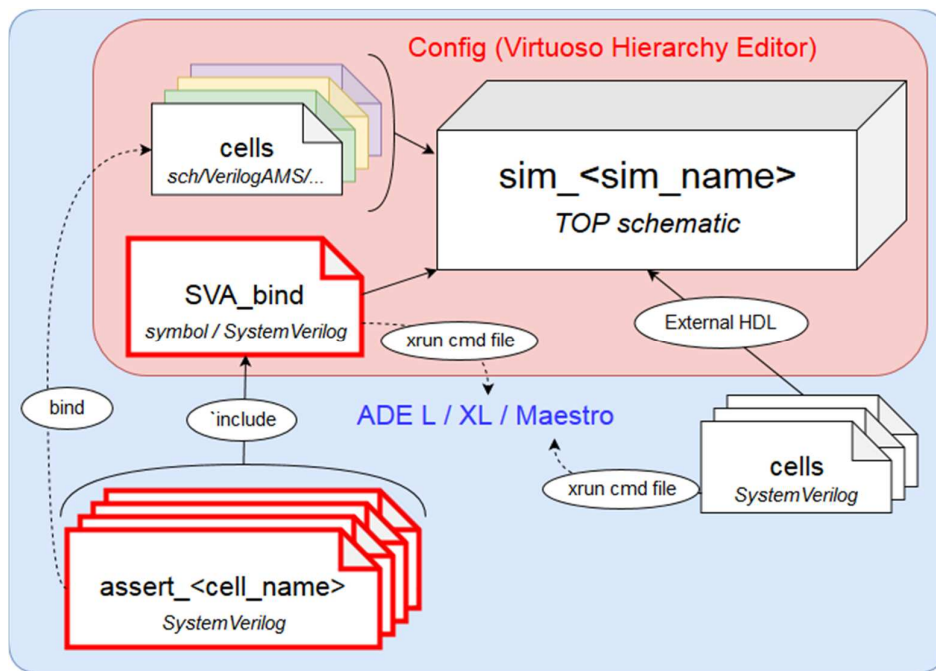 Config (Virtuoso Hierarchy Editor)
cells
sch/VerilogAMS/...
sim_<sim_name>
TOP schematic
SVA_bind
symbol / SystemVerilog
External HDL
xrun cmd file
bind
`include
ADE L / XL / Maestro
xrun cmd file
cells
SystemVerilog
assert_<cell_name>
SystemVerilog